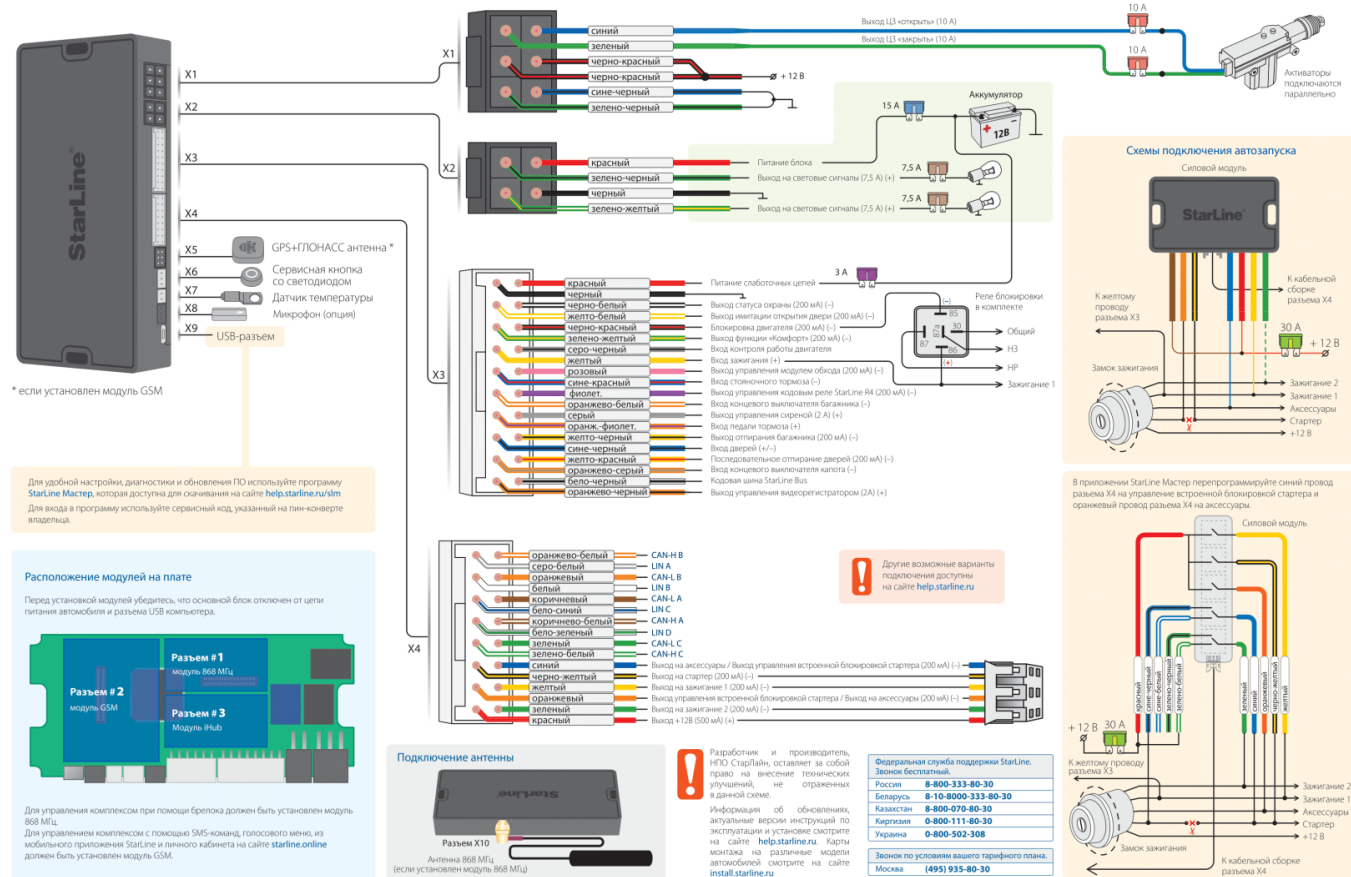 StarLine
X1
X2
X3
X4
X5
GPS+ГЛОНАСС антенна *
X6
Сервисная кнопка
со светодиодом
X7
Датчик температуры
X8
Микрофон (опция)
X9
USB-разъем
* если установлен модуль GSM
Для удобной настройки, диагностики и обновления ПО используйте программу
StarLine Мастер, которая доступна для скачивания на сайте help.starline.ru/slm
Для входа в программу используйте сервисный код, указанный на пин-конверте
владельца.
Расположение модулей на плате
Перед установкой модулей убедитесь, что основной блок отключен от цепи
питания автомобиля и разъема USB компьютера.
Разъем #1
модуль 868 МГц
Разъем #2
модуль GSM
Разъем #3
Модуль iHub
Для управления комплексом при помощи брелока должен быть установлен модуль
868 МГц.
Для управлением комплексом с помощью SMS-команд, голосового меню, из
мобильного приложения StarLine и личного кабинета на сайте starline.online
должен быть установлен модуль GSM.
X1
синий
Выход ЦЗ «открыть» (10 А)
10 А
зеленый
Выход ЦЗ «закрыть» (10 А)
10 А
черно-красный
черно-красный
+ 12 В
сине-черный
зелено-черный
Активаторы
подключаются
параллельно
X2
красный
Питание блока
15 А
Аккумулятор
12В
зелено-черный
Выход на световые сигналы (7,5 А) (+)
7,5 А
черный
зелено-желтый
Выход на световые сигналы (7,5 А) (+)
7,5 А
X3
красный
Питание слаботочных цепей
3 А
черный
черно-белый
Выход статуса охраны (200 мА) (–)
желто-белый
Выход имитации открытия двери (200 мА) (–)
черно-красный
Блокировка двигателя (200 мА) (–)
зелено-желтый
Выход функции «Комфорт» (200 мА) (–)
серо-черный
Вход контроля работы двигателя
желтый
Вход зажигания (+)
розовый
Выход управления модулем обхода (200 мА) (–)
сине-красный
Вход стояночного тормоза (–)
фиолет.
Выход управления кодовым реле StarLine R4 (200 мА) (–)
оранжево-белый
Вход концевого выключателя багажника (–)
серый
Выход управления сиреной (2 А) (+)
оранж.-фиолет.
Вход педали тормоза (+)
желто-черный
Выход отпирания багажника (200 мА) (–)
сине-черный
Вход дверей (+/–)
желто-красный
Последовательное отпирание дверей (200 мА) (–)
оранжево-серый
Вход концевого выключателя капота (–)
бело-черный
Кодовая шина StarLine Bus
оранжево-черный
Выход управления видеорегистратором (2А) (+)
Реле блокировки
в комплекте
(–)
85
87a
30
87
86
(+)
Общий
НЗ
НР
Зажигание 1
X4
оранжево-белый
CAN-H B
серо-белый
LIN A
оранжевый
CAN-L B
белый
LIN B
коричневый
CAN-L A
бело-синий
LIN C
коричнево-белый
CAN-H A
бело-зеленый
LIN D
зеленый
CAN-L C
зелено-белый
CAN-H C
синий
Выход на аксессуары / Выход управления встроенной блокировкой стартера (200 мА) (–)
черно-желтый
Выход на стартер (200 мА) (–)
желтый
Выход на зажигание 1 (200 мА) (–)
оранжевый
Выход управления встроенной блокировкой стартера / Выход на аксессуары (200 мА) (–)
зеленый
Выход на зажигание 2 (200 мА) (–)
красный
Выход +12В (500 мА) (+)
Другие возможные варианты
подключения доступны
на сайте help.starline.ru
Подключение антенны
StarLine
Разъем X10
Антенна 868 МГц
(если установлен модуль 868 МГц)
Разработчик и производитель,
НПО СтарЛайн, оставляет за собой
право на внесение технических
улучшений, не отраженных
в данной схеме.
Информация об обновлениях,
актуальные версии инструкций по
эксплуатации и установке смотрите
на сайте help.starline.ru. Карты
монтажа на различные модели
автомобилей смотрите на сайте
install.starline.ru
Федеральная служба поддержки StarLine.
Звонок бесплатный.
Россия 8-800-333-80-30
Беларусь 8-10-8000-333-80-30
Казахстан 8-800-070-80-30
Киргизия 0-800-111-80-30
Украина 0-800-502-308
Звонок по условиям вашего тарифного плана.
Москва (495) 935-80-30
Схемы подключения автозапуска
Силовой модуль
StarLine
К желтому
проводу
разъема X3
К кабельной
сборке
разъема X4
30 А
+ 12 В
Замок зажигания
Зажигание 2
Зажигание 1
Аксессуары
Стартер
+12 В
В приложении StarLine Мастер перепрограммируйте синий провод
разъема X4 на управление встроенной блокировкой стартера и
оранжевый провод разъема X4 на аксессуары.
Силовой модуль
красный
сине-черный
сине-белый
зелено-черный
зелено-белый
зеленый
синий
оранжевый
черно-желтый
желтый
+ 12 В
30 А
К желтому проводу
разъема X3
Зажигание 2
Зажигание 1
Аксессуары
Стартер
+12 В
Замок зажигания
К кабельной сборке
разъема X4